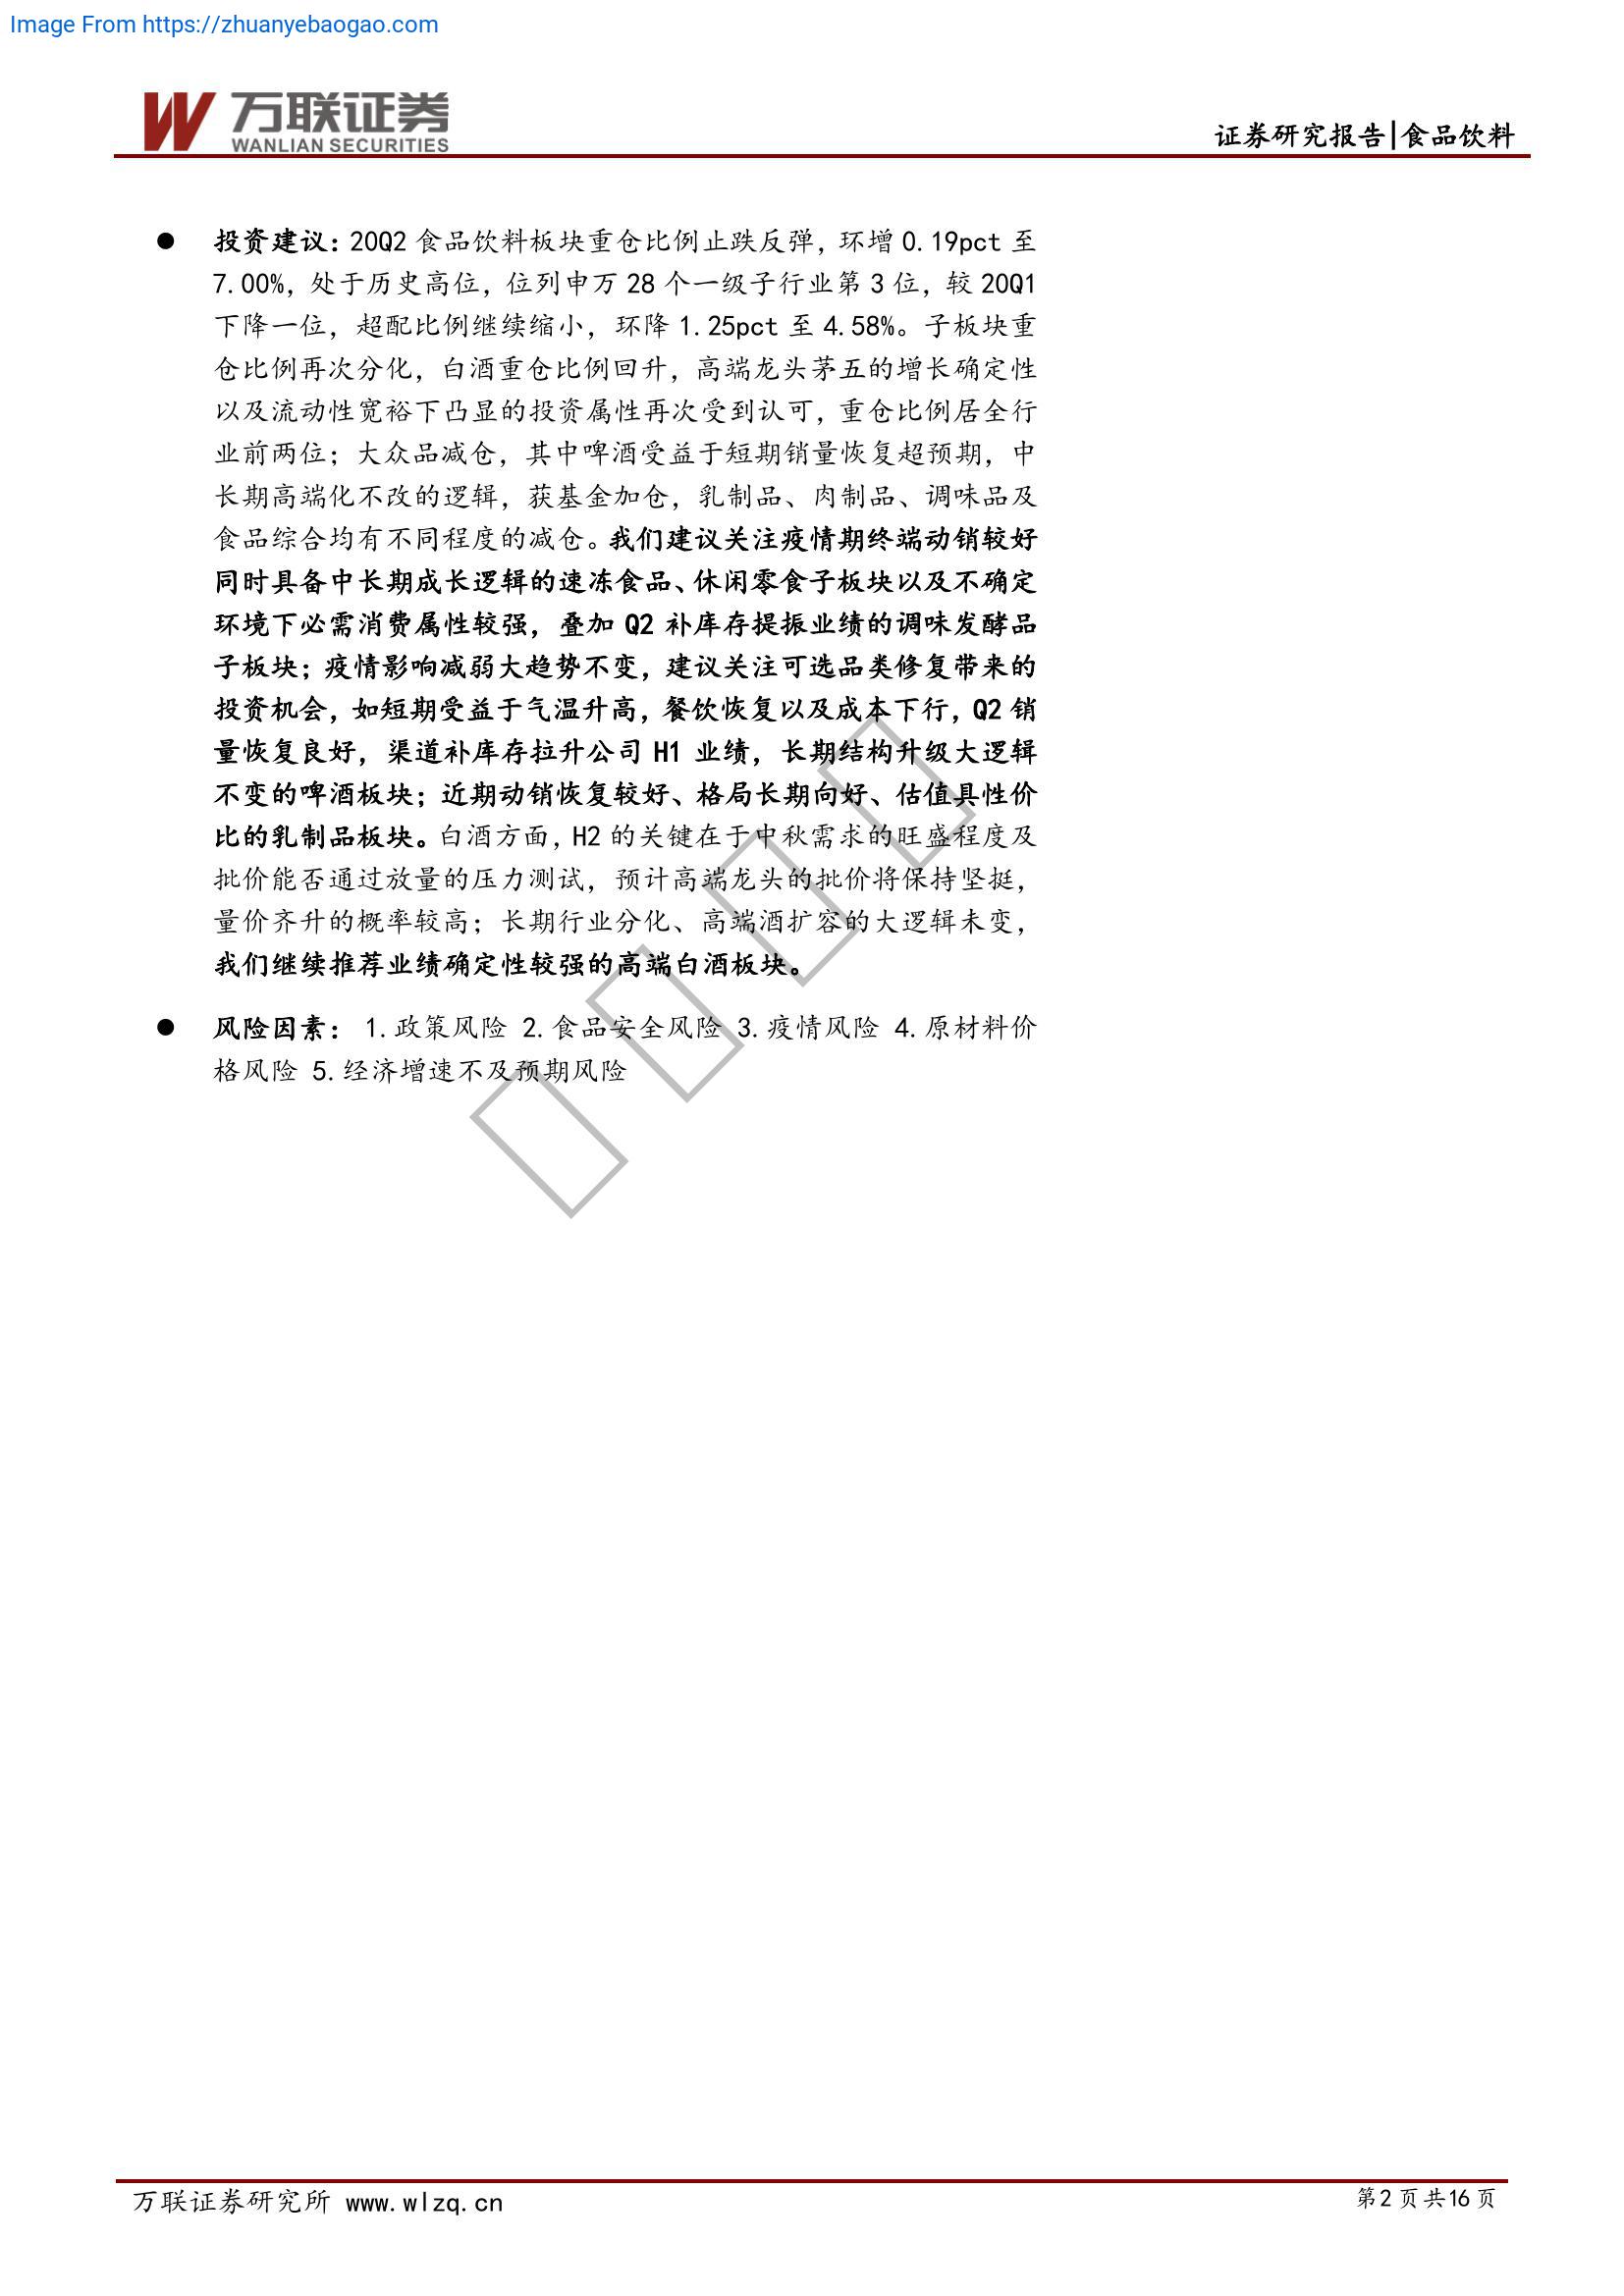 Image From https://zhuanyebaogao.com
万联证券
WANLIAN SECURITIES
证券研究报告|食品饮料
● 投资建议：20Q2 食品饮料板块重仓比例止跌反弹，环增 0.19pct 至
7.00%，处于历史高位，位列申万 28 个一级子行业第 3 位，较 20Q1
下降一位，超配比例继续缩小，环降 1.25pct 至 4.58%。子板块重
仓比例再次分化，白酒重仓比例回升，高端龙头茅五的增长确定性
以及流动性宽裕下凸显的投资属性再次受到认可，重仓比例居全行
业前两位；大众品减仓，其中啤酒受益于短期销量恢复超预期，中
长期高端化不改的逻辑，获基金加仓，乳制品、肉制品、调味品及
食品综合均有不同程度的减仓。我们建议关注疫情期终端动销较好
同时具备中长期成长逻辑的速冻食品、休闲零食子板块以及不确定
环境下必需消费属性较强，叠加 Q2 补库存提振业绩的调味发酵品
子板块；疫情影响减弱大趋势不变，建议关注可选品类修复带来的
投资机会，如短期受益于气温升高，餐饮恢复以及成本下行，Q2 销
量恢复良好，渠道补库存拉升公司 H1 业绩，长期结构升级大逻辑
不变的啤酒板块；近期动销恢复较好、格局长期向好、估值具性价
比的乳制品板块。白酒方面，H2 的关键在于中秋需求的旺盛程度及
批价能否通过放量的压力测试，预计高端龙头的批价将保持坚挺，
量价齐升的概率较高；长期行业分化、高端酒扩容的大逻辑未变，
我们继续推荐业绩确定性较强的高端白酒板块。
● 风险因素： 1.政策风险 2.食品安全风险 3.疫情风险 4.原材料价
格风险 5.经济增速不及预期风险
万联证券研究所 www.wlzq.cn
第2页共16页